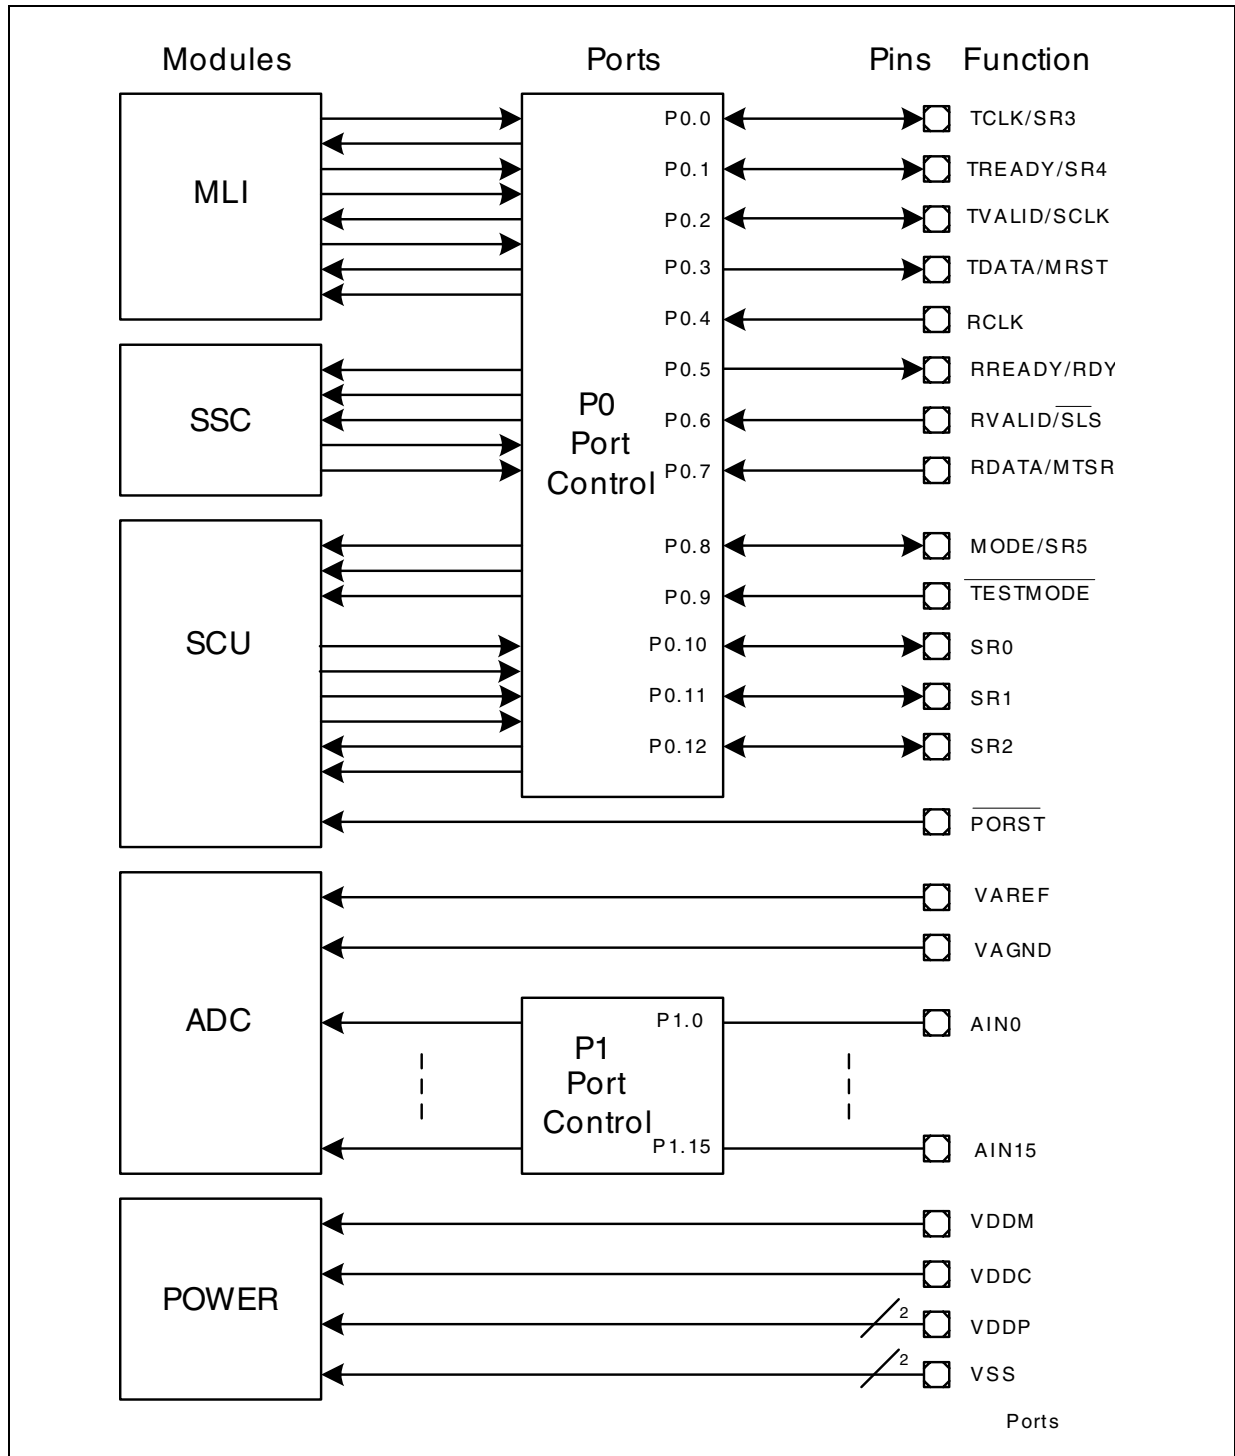 Modules Ports Pins Function
MLI
SSC
SCU
ADC
POWER
P0
Port
Control
P0.0 TCLK/SR3
P0.1 TREADY/SR4
P0.2 TVALID/SCLK
P0.3 TDATA/MRST
P0.4 RCLK
P0.5 RREADY/RDY
P0.6 RVALID/SLS
P0.7 RDATA/MTSR
P0.8 MODE/SR5
P0.9 TESTMODE
P0.10 SR0
P0.11 SR1
P0.12 SR2
PORST
VAREF
VAGND
P1
Port
Control
P1.0 AIN0
P1.15 AIN15
VDDM
VDDC
2 VDDP
2 VSS
Ports